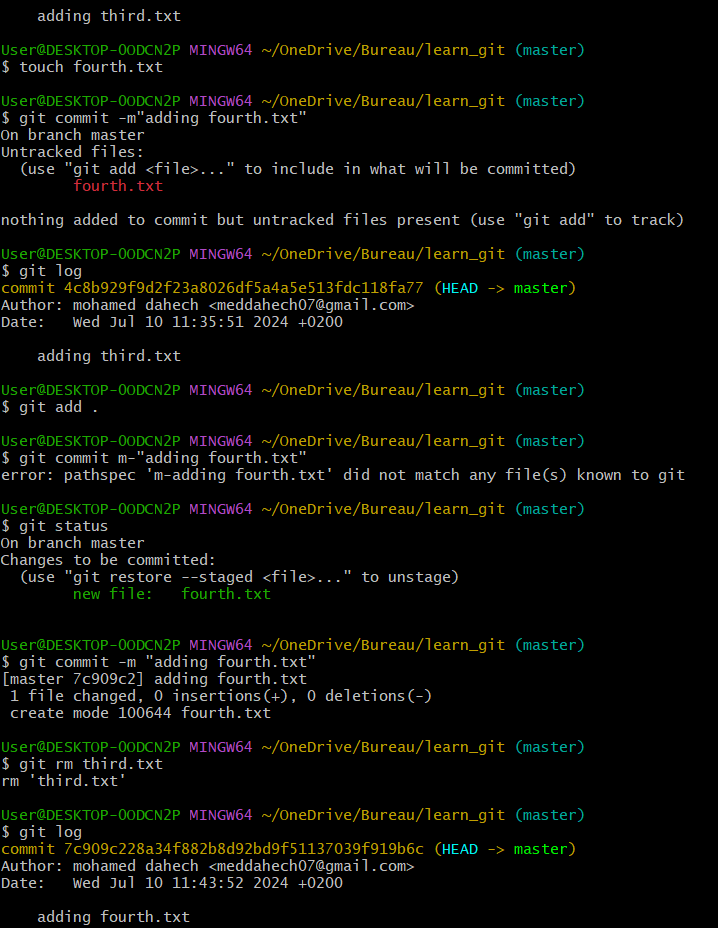 adding third.txt
User@DESKTOP-OODCN2P MINGW64 ~/OneDrive/Bureau/learn_git (master)
$ touch fourth.txt
User@DESKTOP-OODCN2P MINGW64 ~/OneDrive/Bureau/learn_git (master)
$ git commit -m"adding fourth.txt"
On branch master
Untracked files:
(use "git add <file>..." to include in what will be committed)
fourth.txt
nothing added to commit but untracked files present (use "git add" to track)
User@DESKTOP-OODCN2P MINGW64 ~/OneDrive/Bureau/learn_git (master)
$ git log
commit 4c8b929f9d2f23a8026df5a4a5e513fdc118fa77 (HEAD -> master)
Author: mohamed dahech <meddahech07@gmail.com>
Date:   Wed Jul 10 11:35:51 2024 +0200
adding third.txt
User@DESKTOP-OODCN2P MINGW64 ~/OneDrive/Bureau/learn_git (master)
$ git add .
User@DESKTOP-OODCN2P MINGW64 ~/OneDrive/Bureau/learn_git (master)
$ git commit m-"adding fourth.txt"
error: pathspec 'm-adding fourth.txt' did not match any file(s) known to git
User@DESKTOP-OODCN2P MINGW64 ~/OneDrive/Bureau/learn_git (master)
$ git status
On branch master
Changes to be committed:
(use "git restore --staged <file>..." to unstage)
new file:   fourth.txt
User@DESKTOP-OODCN2P MINGW64 ~/OneDrive/Bureau/learn_git (master)
$ git commit -m "adding fourth.txt"
[master 7c909c2] adding fourth.txt
1 file changed, 0 insertions(+), 0 deletions(-)
create mode 100644 fourth.txt
User@DESKTOP-OODCN2P MINGW64 ~/OneDrive/Bureau/learn_git (master)
$ git rm third.txt
rm 'third.txt'
User@DESKTOP-OODCN2P MINGW64 ~/OneDrive/Bureau/learn_git (master)
$ git log
commit 7c909c228a34f882b8d92bd9f51137039f919b6c (HEAD -> master)
Author: mohamed dahech <meddahech07@gmail.com>
Date:   Wed Jul 10 11:43:52 2024 +0200
adding fourth.txt